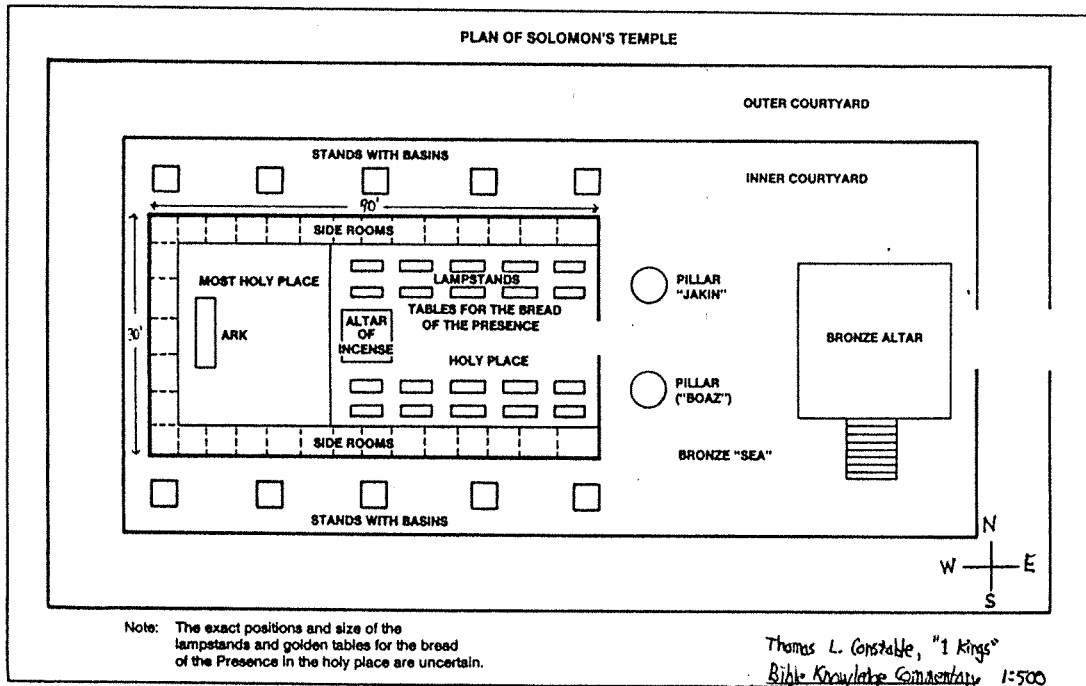 PLAN OF SOLOMON'S TEMPLE
OUTER COURTYARD
STANDS WITH BASINS
INNER COURTYARD
90'
SIDE ROOMS
MOST HOLY PLACE
LAMPSTANDS
PILLAR
"JAKIN"
TABLES FOR THE BREAD
OF THE PRESENCE
30'
ARK
ALTAR
OF
INCENSE
BRONZE ALTAR
HOLY PLACE
PILLAR
("BOAZ")
SIDE ROOMS
BRONZE "SEA"
STANDS WITH BASINS
N
W E
S
Note: The exact positions and size of the
lampstands and golden tables for the bread
of the Presence in the holy place are uncertain.
Thomas L. Constable, "1 Kings"
Bible Knowledge Commentary 1:500